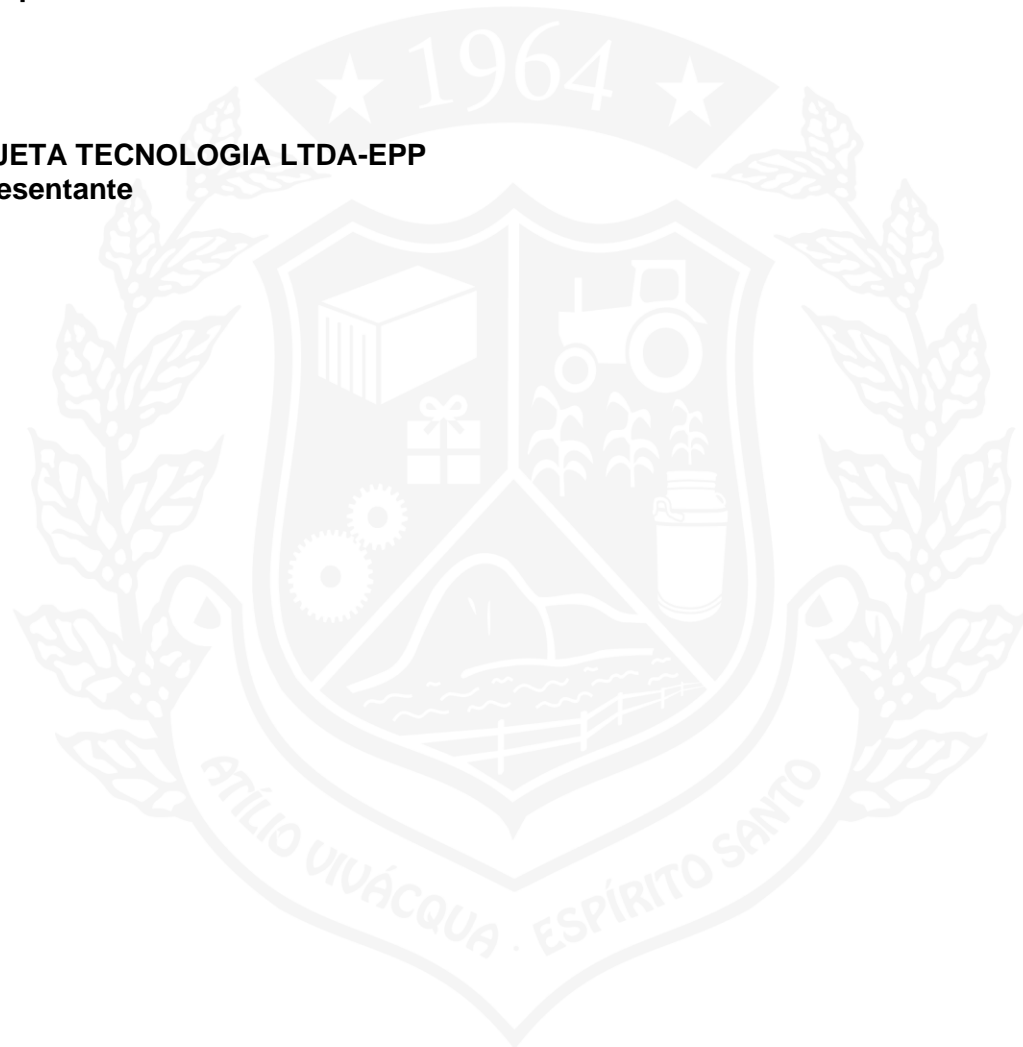 1964
JETA TECNOLOGIA LTDA-EPP
esentante
ATÍLIO VIVÁCQUA . ESPÍRITO SANTO